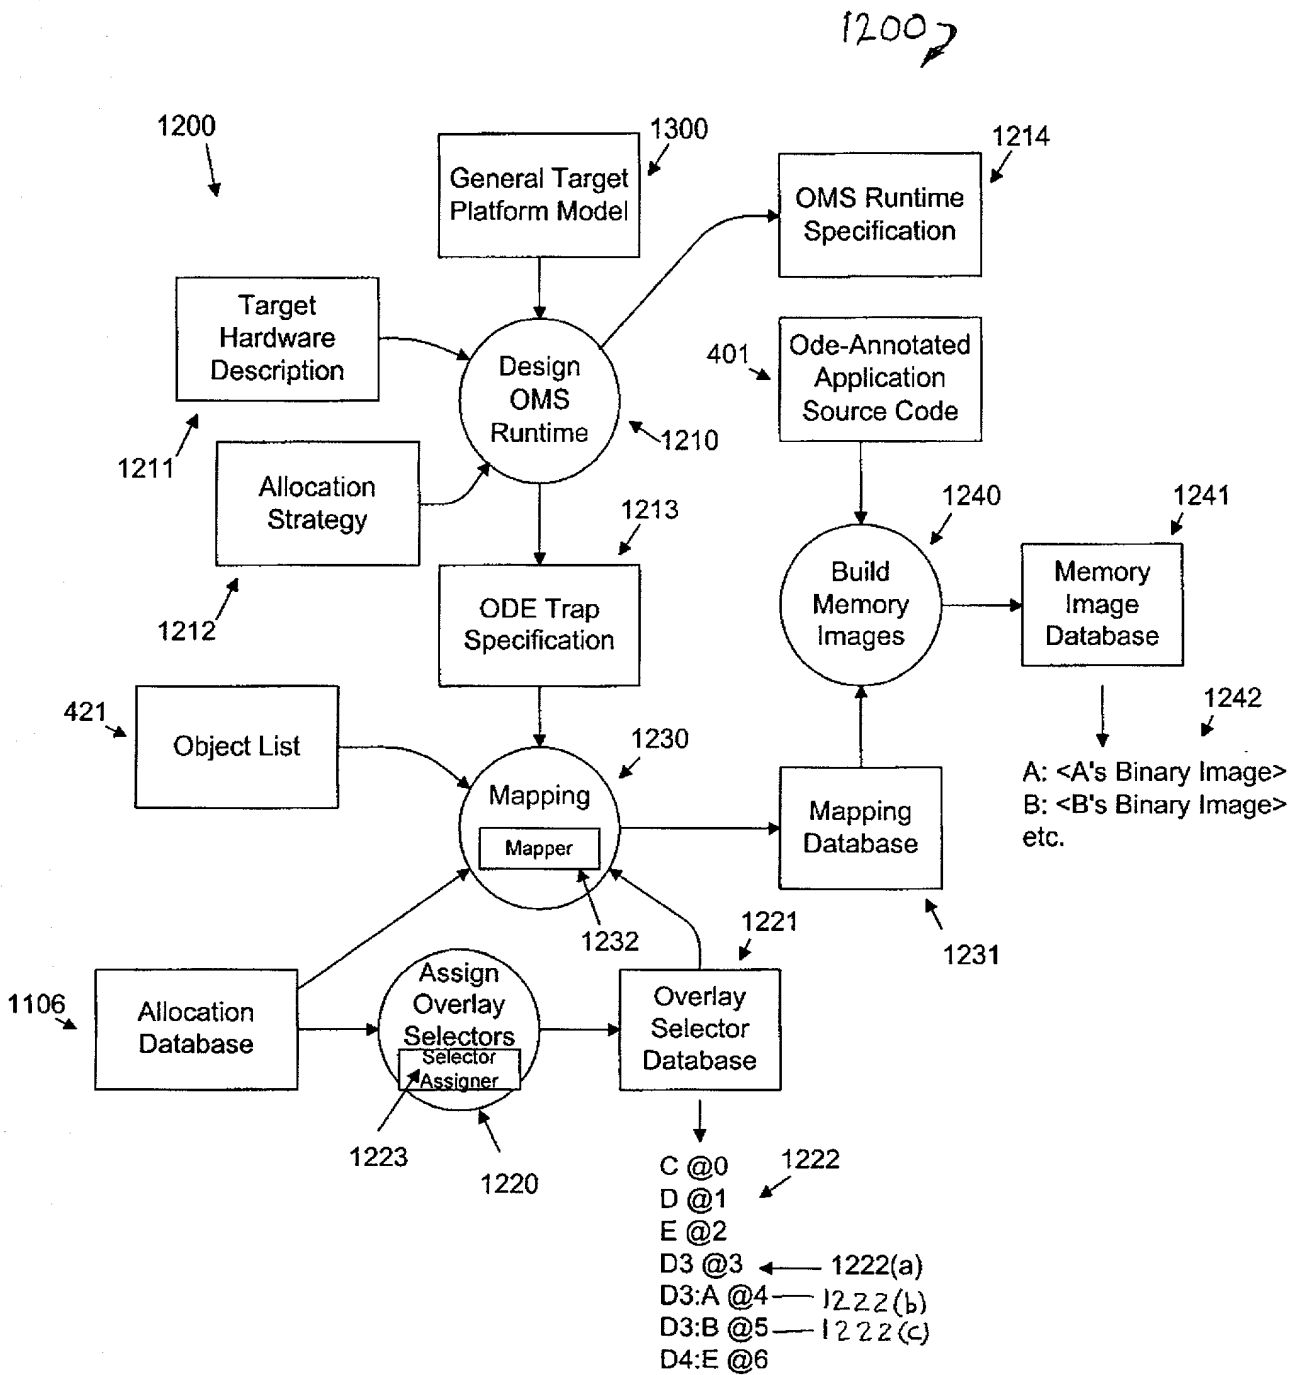 1200
1200
1300
1214
General Target
Platform Model
OMS Runtime
Specification
Target
Hardware
Description
Design
OMS
Runtime
401
Ode-Annotated
Application
Source Code
1211
1210
Allocation
Strategy
1213
1240
1241
1212
ODE Trap
Specification
Build
Memory
Images
Memory
Image
Database
421
Object List
1230
1242
Mapping
Mapper
Mapping
Database
A: <A's Binary Image>
B: <B's Binary Image>
etc.
1232
1221
1231
1106
Allocation
Database
Assign
Overlay
Selectors
Selector
Assigner
Overlay
Selector
Database
1223
1220
C @0
1222
D @1
E @2
D3 @3
1222(a)
D3:A @4
1222(b)
D3:B @5
1222(c)
D4:E @6